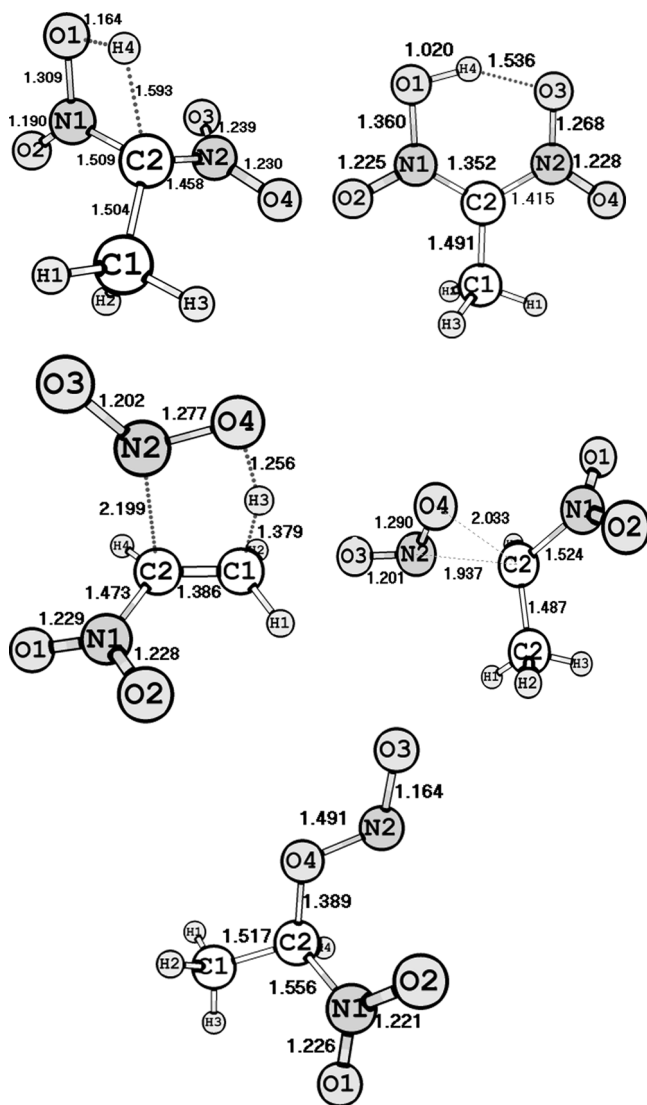 1.164
O1
H4
1.309
1.593
1.190
N1
O3
1.239
O2
1.509
C2
N2
1.230
1.458
O4
1.504
C1
H1
H2
H3
1.020
H4
1.536
O1
O3
1.360
1.268
1.225
N1
1.352
N2
1.228
O2
C2
1.415
O4
1.491
C1
H1
H3
O3
1.202
1.277
O4
N2
1.256
H3
2.199
1.379
H4
H2
C2
C1
1.473
1.386
1.229
N1
H1
O1
1.228
O2
O1
O4
2.033
N1
1.290
O2
O3
N2
C2
1.524
1.201
1.937
1.487
C2
H1
H3
H2
O3
1.164
1.491
N2
O4
1.389
H1
1.517
C2
H4
H2
C1
O2
1.556
H3
N1
1.221
1.226
O1